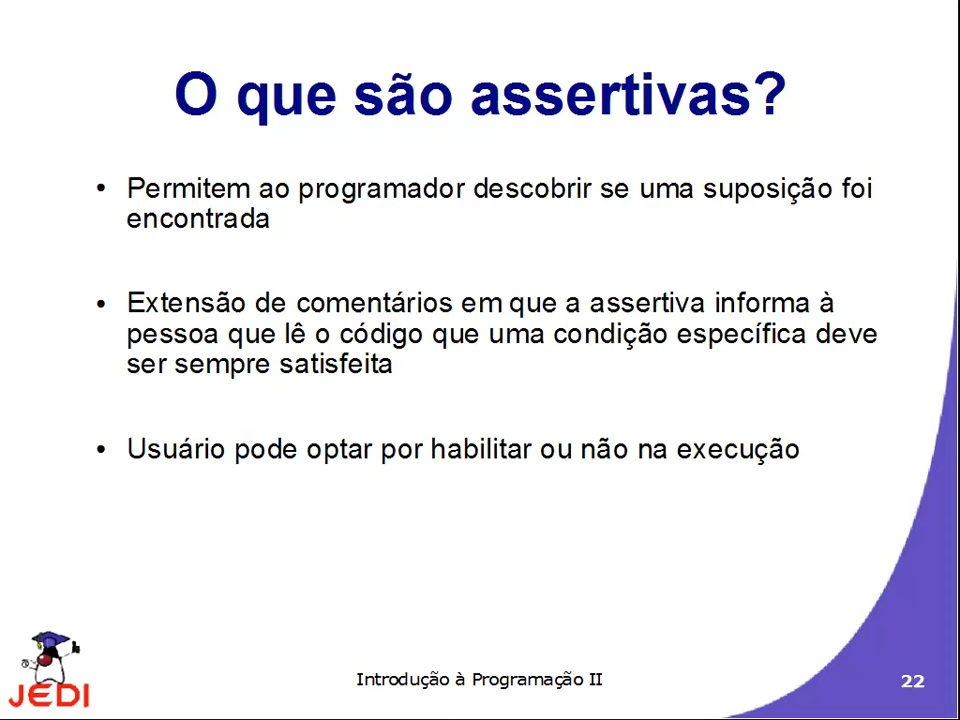 O que são assertivas?
• Permitem ao programador descobrir se uma suposição foi
encontrada
• Extensão de comentários em que a assertiva informa à
pessoa que lê o código que uma condição específica deve
ser sempre satisfeita
• Usuário pode optar por habilitar ou não na execução
JEDI
Introdução à Programação II
22